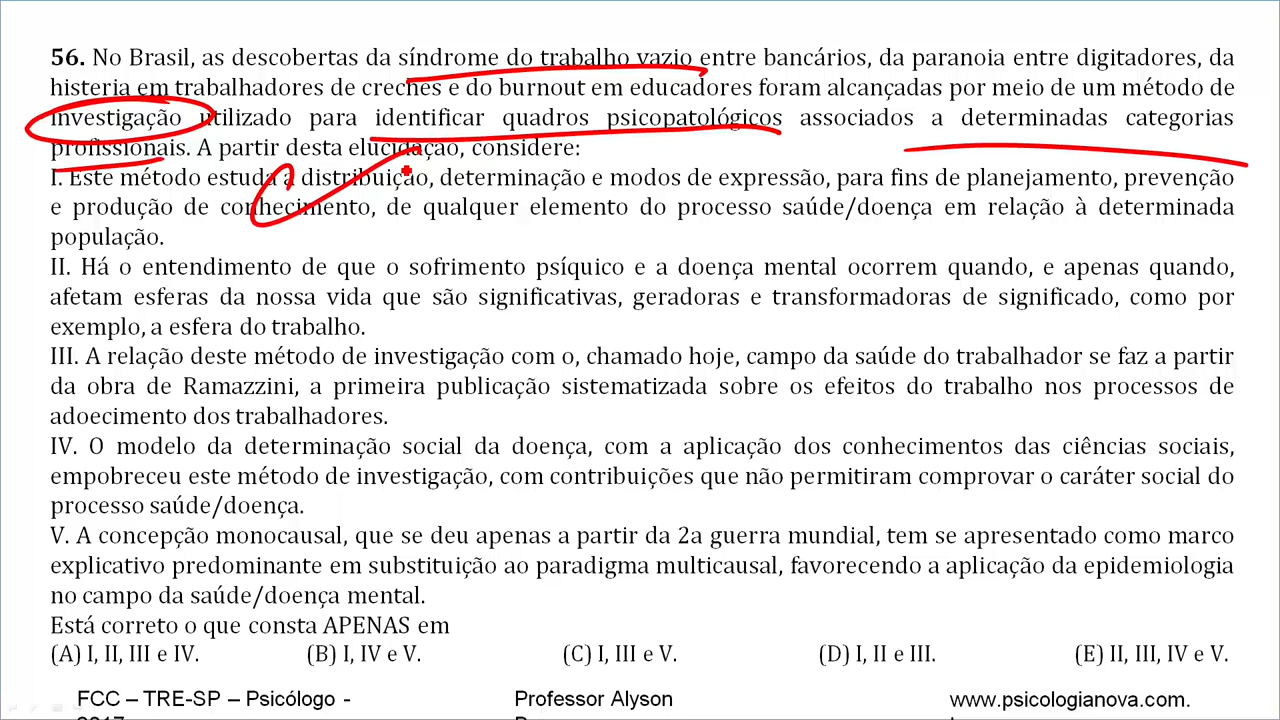 56. No Brasil, as descobertas da síndrome do trabalho vazio entre bancários, da paranoia entre digitadores, da
histeria em trabalhadores de creches e do burnout em educadores foram alcançadas por meio de um método de
investigação utilizado para identificar quadros psicopatológicos associados a determinadas categorias
profissionais. A partir desta elucidação, considere:
I. Este método estuda a distribuição, determinação e modos de expressão, para fins de planejamento, prevenção
e produção de conhecimento, de qualquer elemento do processo saúde/doença em relação à determinada
população.
II. Há o entendimento de que o sofrimento psíquico e a doença mental ocorrem quando, e apenas quando,
afetam esferas da nossa vida que são significativas, geradoras e transformadoras de significado, como por
exemplo, a esfera do trabalho.
III. A relação deste método de investigação com o, chamado hoje, campo da saúde do trabalhador se faz a partir
da obra de Ramazzini, a primeira publicação sistematizada sobre os efeitos do trabalho nos processos de
adoecimento dos trabalhadores.
IV. O modelo da determinação social da doença, com a aplicação dos conhecimentos das ciências sociais,
empobreceu este método de investigação, com contribuições que não permitiram comprovar o caráter social do
processo saúde/doença.
V. A concepção monocausal, que se deu apenas a partir da 2a guerra mundial, tem se apresentado como marco
explicativo predominante em substituição ao paradigma multicausal, favorecendo a aplicação da epidemiologia
no campo da saúde/doença mental.
Está correto o que consta APENAS em
(A) I, II, III e IV. (B) I, IV e V. (C) I, III e V. (D) I, II e III. (E) II, III, IV e V.
FCC – TRE-SP – Psicólogo - Professor Alyson www.psicologianova.com.
2017